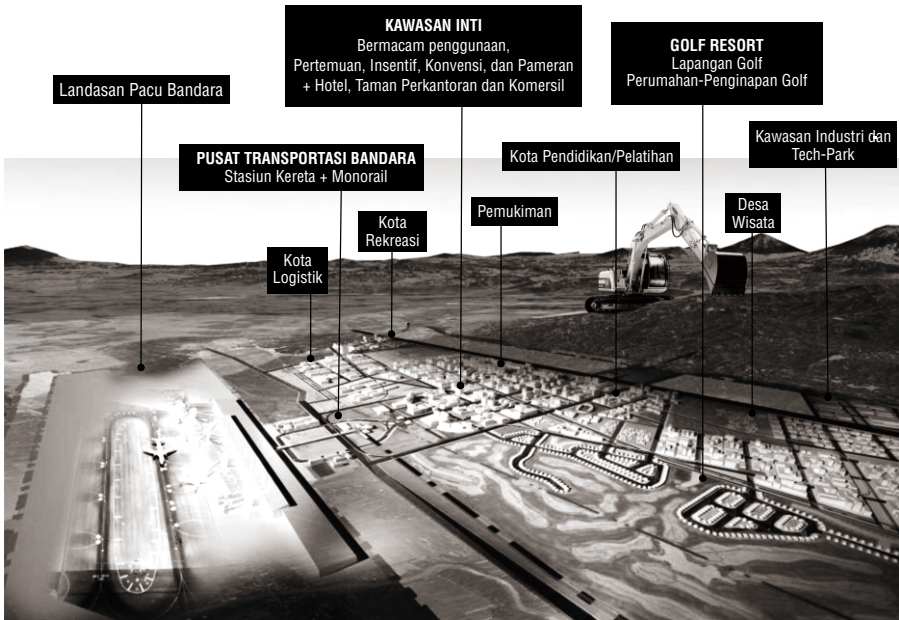 KAWASAN INTI
Bermacam penggunaan,
Pertemuan, Insentif, Konvensi, dan Pameran
+ Hotel, Taman Perkantoran dan Komersil
GOLF RESORT
Lapangan Golf
Perumahan-Penginapan Golf
Landasan Pacu Bandara
PUSAT TRANSPORTASI BANDARA
Stasiun Kereta + Monorail
Kota Pendidikan/Pelatihan
Kawasan Industri dan
Tech-Park
Kota
Rekreasi
Pemukiman
Desa
Wisata
Kota
Logistik